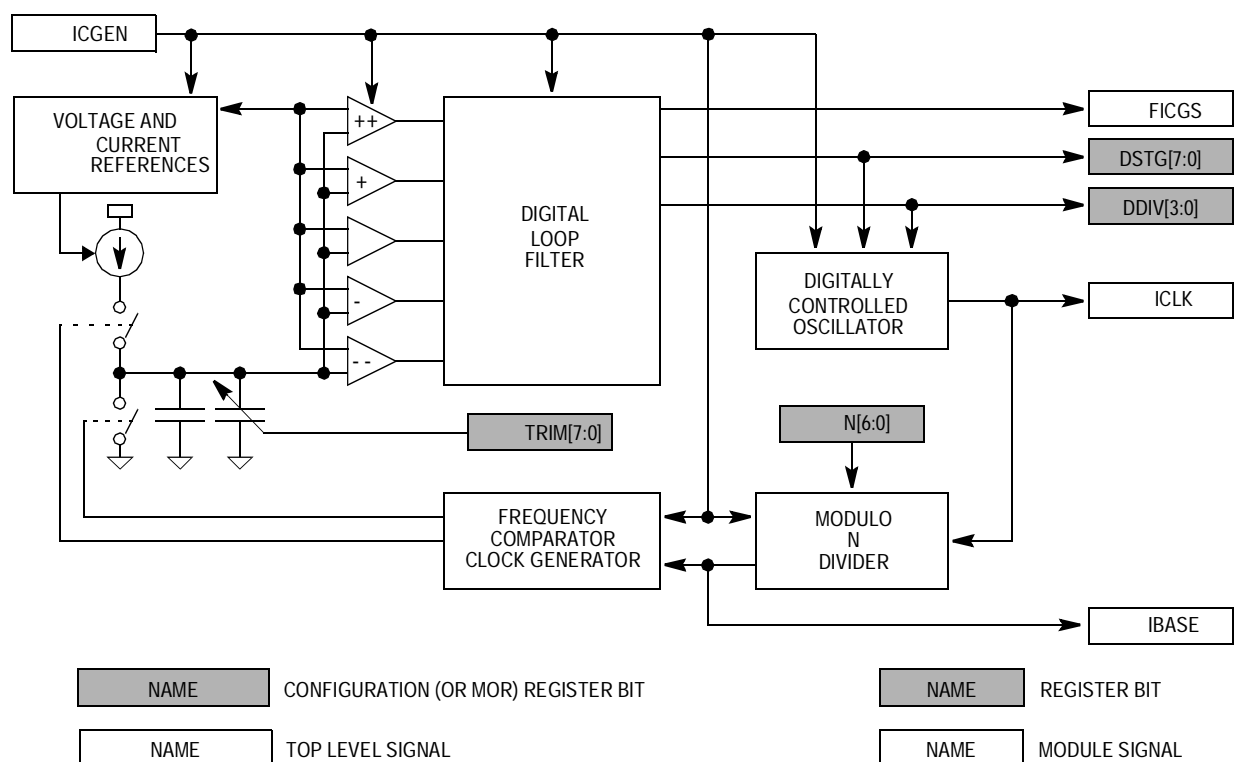 ICGEN
VOLTAGE AND
CURRENT
REFERENCES
++
+
-
- -
DIGITAL
LOOP
FILTER
FICGS
DSTG[7:0]
DDIV[3:0]
DIGITALLY
CONTROLLED
OSCILLATOR
ICLK
TRIM[7:0]
N[6:0]
FREQUENCY
COMPARATOR
CLOCK GENERATOR
MODULO
N
DIVIDER
IBASE
NAME CONFIGURATION (OR MOR) REGISTER BIT
NAME REGISTER BIT
NAME TOP LEVEL SIGNAL
NAME MODULE SIGNAL